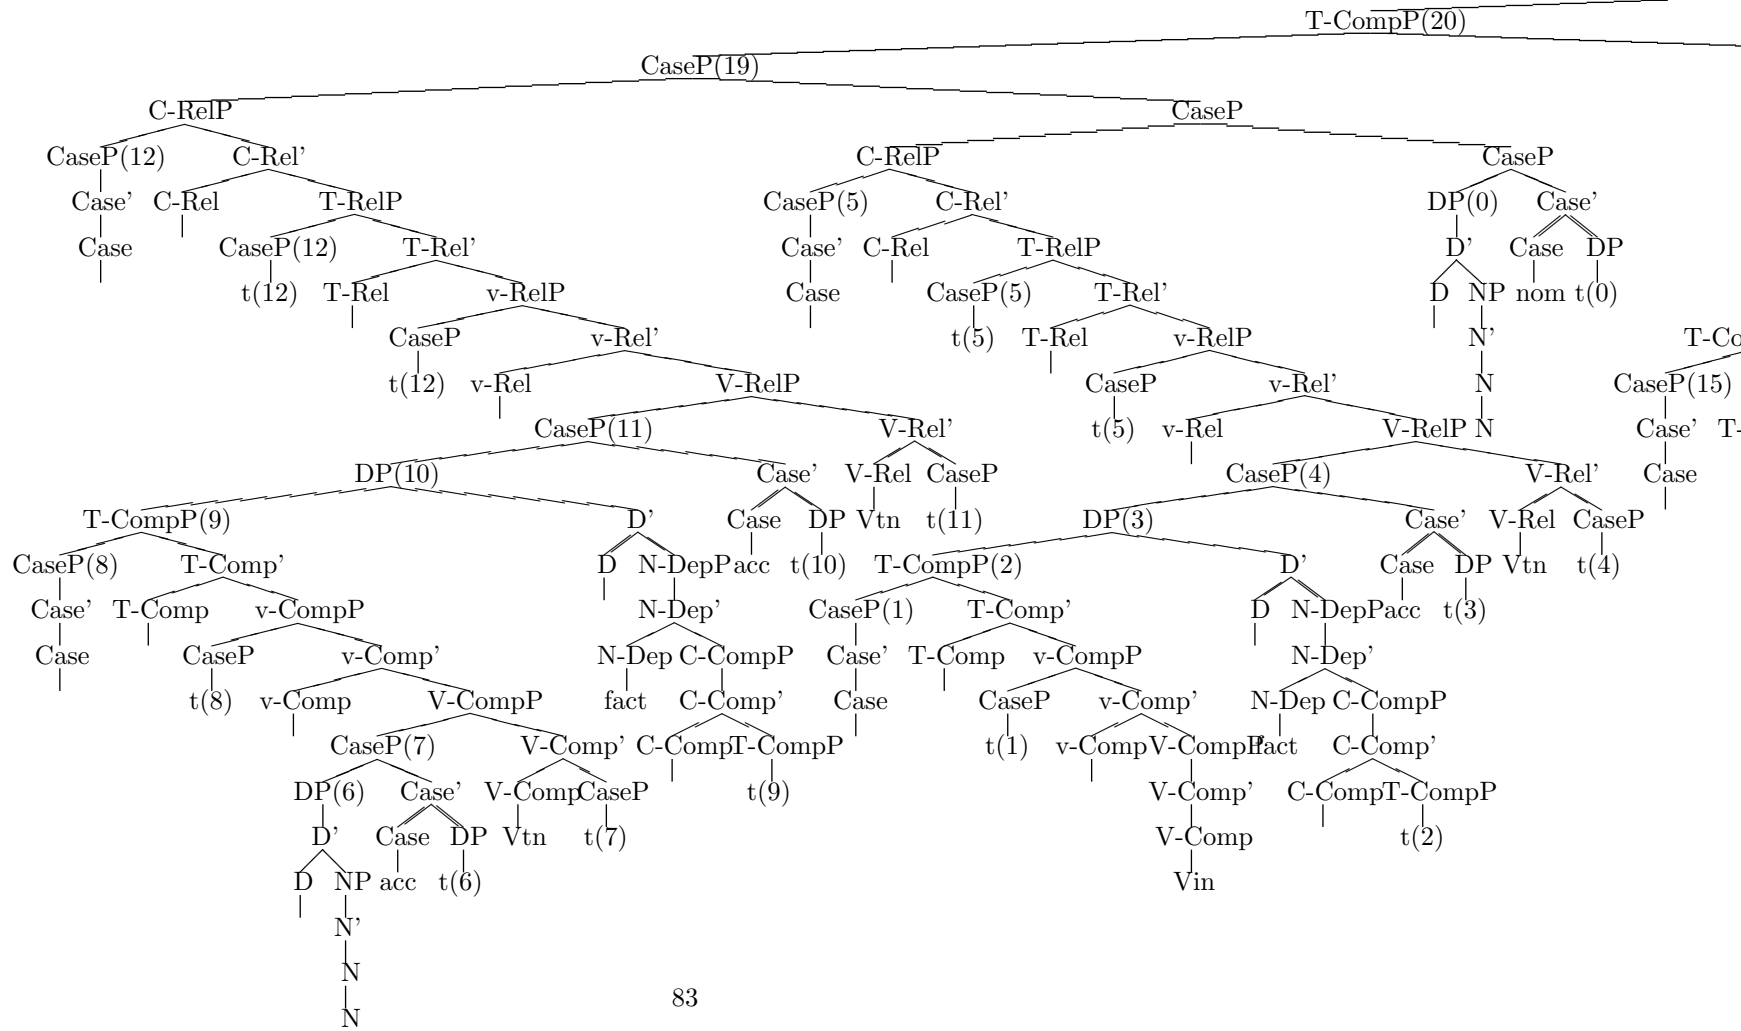 T-CompP(20)
CaseP(19)
C-RelP CaseP
CaseP(12) C-Rel' C-RelP CaseP
Case' C-Rel T-RelP CaseP(5) C-Rel' DP(0) Case'
Case CaseP(12) T-Rel' Case' C-Rel T-RelP D' Case DP
t(12) T-Rel v-RelP Case CaseP(5) T-Rel' D NP nom t(0)
CaseP v-Rel' t(5) T-Rel v-RelP N' T-Co
t(12) v-Rel V-RelP CaseP v-Rel' N CaseP(15)
CaseP(11) V-Rel' t(5) v-Rel V-RelP N Case' T-
DP(10) Case' V-Rel CaseP CaseP(4) V-Rel' Case
T-CompP(9) D' Case DP Vtn t(11) DP(3) Case' V-Rel CaseP
CaseP(8) T-Comp' D N-DepP acc t(10) T-CompP(2) D' Case DP Vtn t(4)
Case' T-Comp v-CompP N-Dep' CaseP(1) T-Comp' D N-DepP acc t(3)
Case CaseP v-Comp' N-Dep C-CompP Case' T-Comp v-CompP N-Dep'
t(8) v-Comp V-CompP fact C-Comp' Case CaseP v-Comp' N-Dep C-CompP
CaseP(7) V-Comp' C-Comp T-CompP t(1) v-Comp V-CompP fact C-Comp'
DP(6) Case' V-Comp CaseP t(9) V-Comp' C-Comp T-CompP
D' Case DP Vtn t(7) V-Comp t(2)
D NP acc t(6) Vin
N'
N
83
N